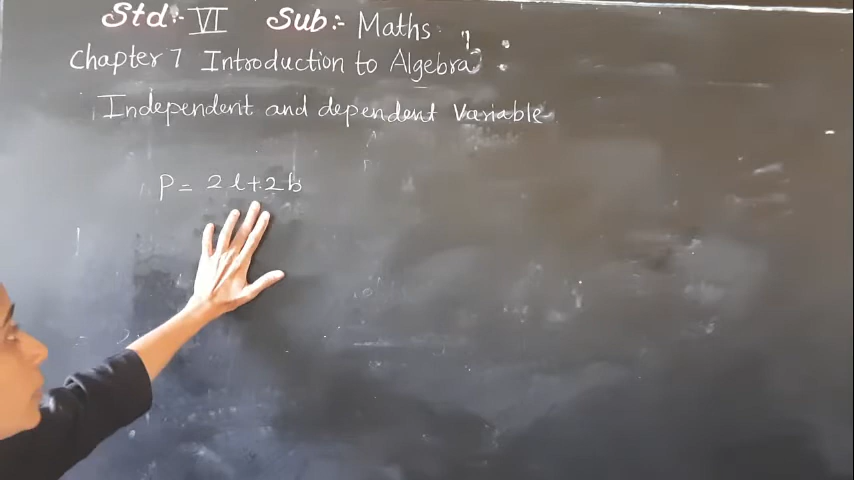 Std:- VI Sub:- Maths
Chapter 7 Introduction to Algebra
Independent and dependent Variable
P = 2l+2b